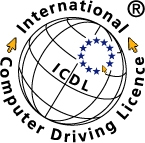 International ®
ICDL
Computer Driving Licence